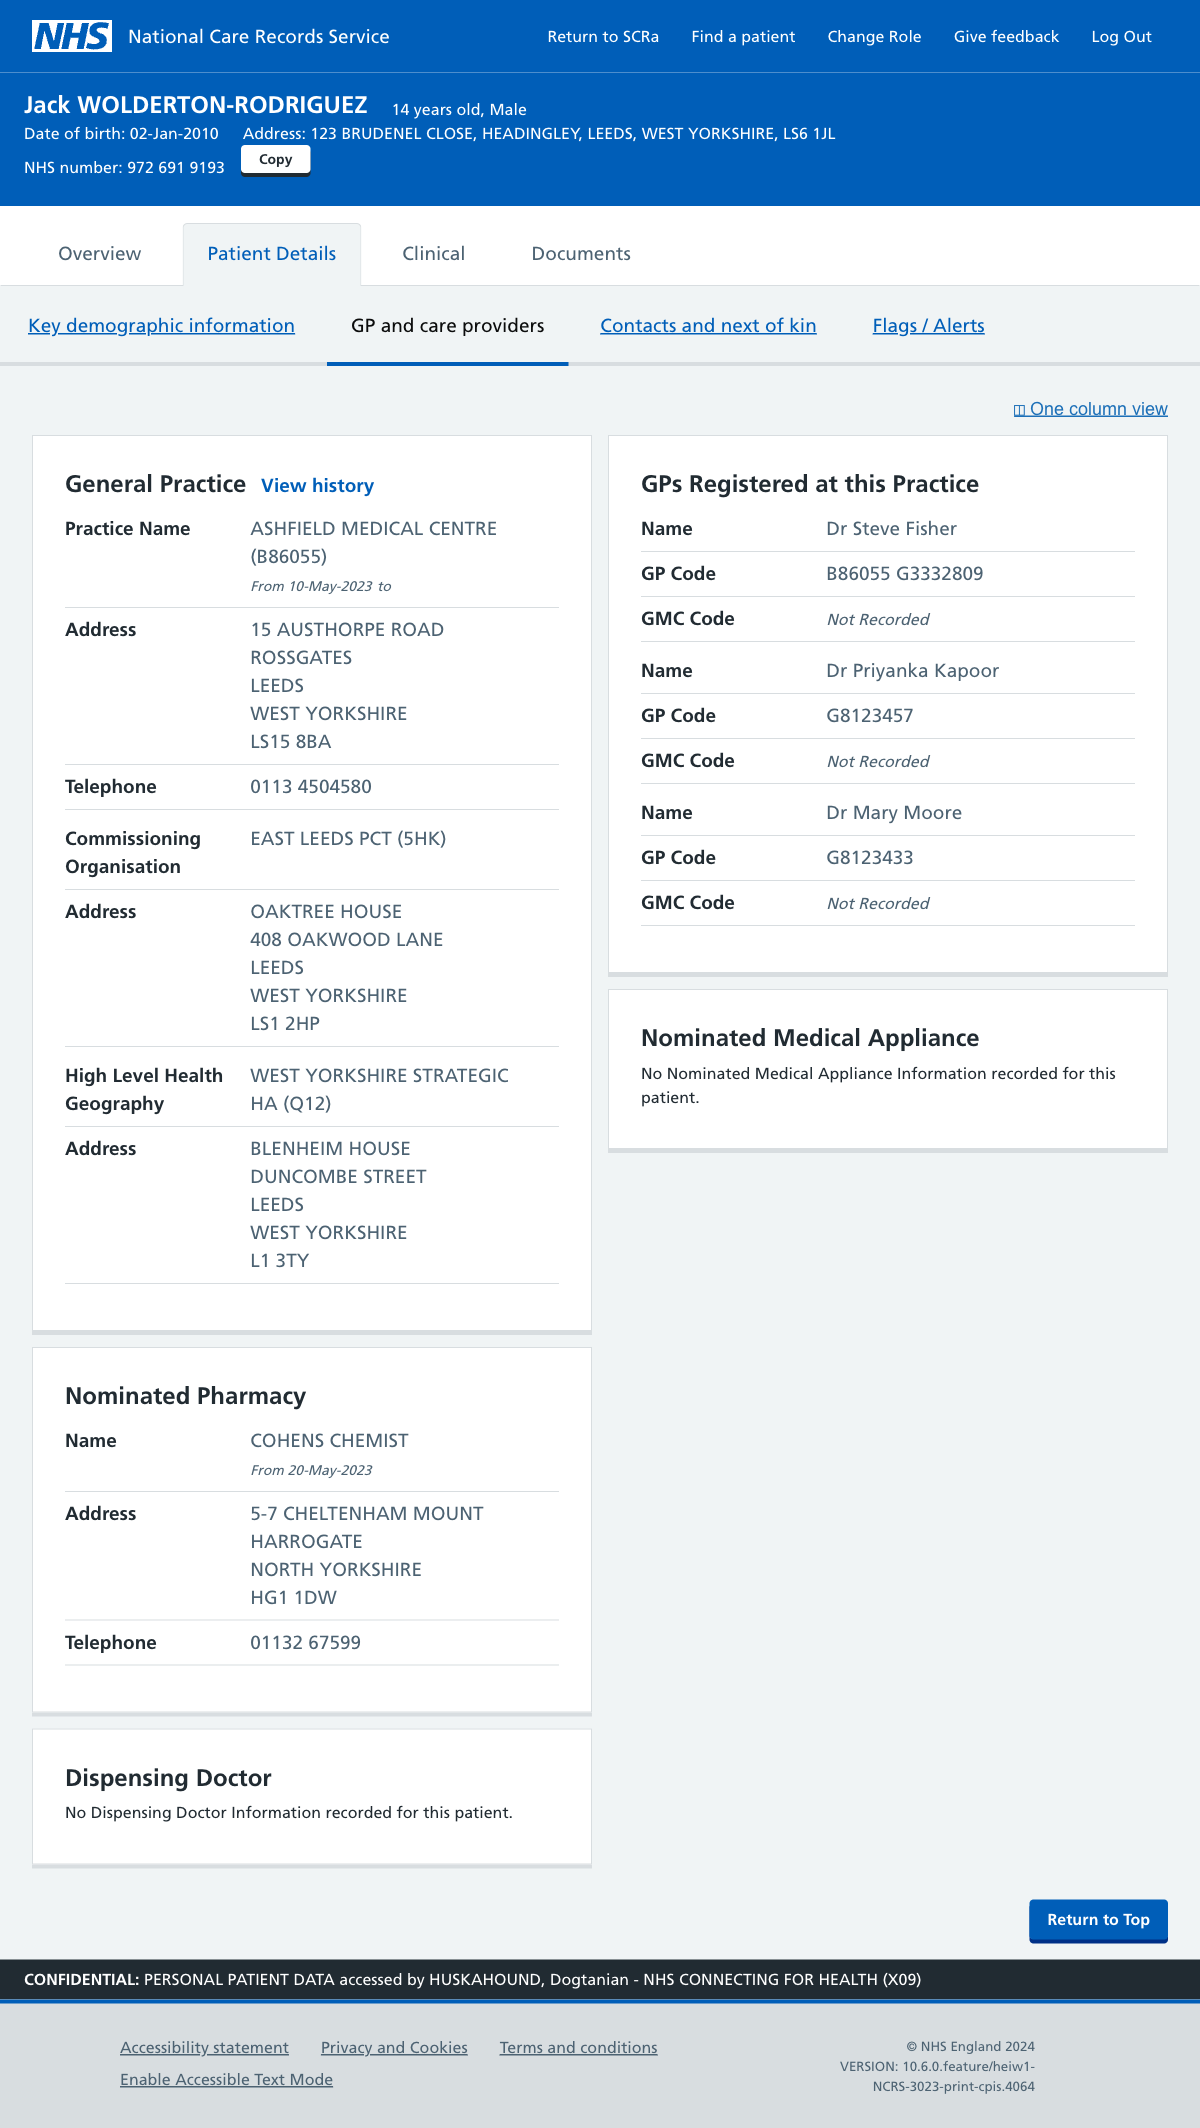 NHS National Care Records Service
Return to SCRa
Find a patient
Change Role
Give feedback
Log Out
Jack WOLDERTON-RODRIGUEZ 14 years old, Male
Date of birth: 02-Jan-2010 Address: 123 BRUDENEL CLOSE, HEADINGLEY, LEEDS, WEST YORKSHIRE, LS6 1JL
NHS number: 972 691 9193 Copy
Overview
Patient Details
Clinical
Documents
Key demographic information
GP and care providers
Contacts and next of kin
Flags / Alerts
One column view
General Practice View history
Practice Name ASHFIELD MEDICAL CENTRE
(B86055)
From 10-May-2023 to
Address 15 AUSTHORPE ROAD
ROSSGATES
LEEDS
WEST YORKSHIRE
LS15 8BA
Telephone 0113 4504580
Commissioning EAST LEEDS PCT (5HK)
Organisation
Address OAKTREE HOUSE
408 OAKWOOD LANE
LEEDS
WEST YORKSHIRE
LS1 2HP
High Level Health WEST YORKSHIRE STRATEGIC
Geography HA (Q12)
Address BLENHEIM HOUSE
DUNCOMBE STREET
LEEDS
WEST YORKSHIRE
L1 3TY
Nominated Pharmacy
Name COHENS CHEMIST
From 20-May-2023
Address 5-7 CHELTENHAM MOUNT
HARROGATE
NORTH YORKSHIRE
HG1 1DW
Telephone 01132 67599
Dispensing Doctor
No Dispensing Doctor Information recorded for this patient.
GPs Registered at this Practice
Name Dr Steve Fisher
GP Code B86055 G3332809
GMC Code Not Recorded
Name Dr Priyanka Kapoor
GP Code G8123457
GMC Code Not Recorded
Name Dr Mary Moore
GP Code G8123433
GMC Code Not Recorded
Nominated Medical Appliance
No Nominated Medical Appliance Information recorded for this
patient.
Return to Top
CONFIDENTIAL: PERSONAL PATIENT DATA accessed by HUSKAHOUND, Dogtanian - NHS CONNECTING FOR HEALTH (X09)
Accessibility statement
Privacy and Cookies
Terms and conditions
Enable Accessible Text Mode
© NHS England 2024
VERSION: 10.6.0.feature/heiw1-
NCRS-3023-print-cpis.4064